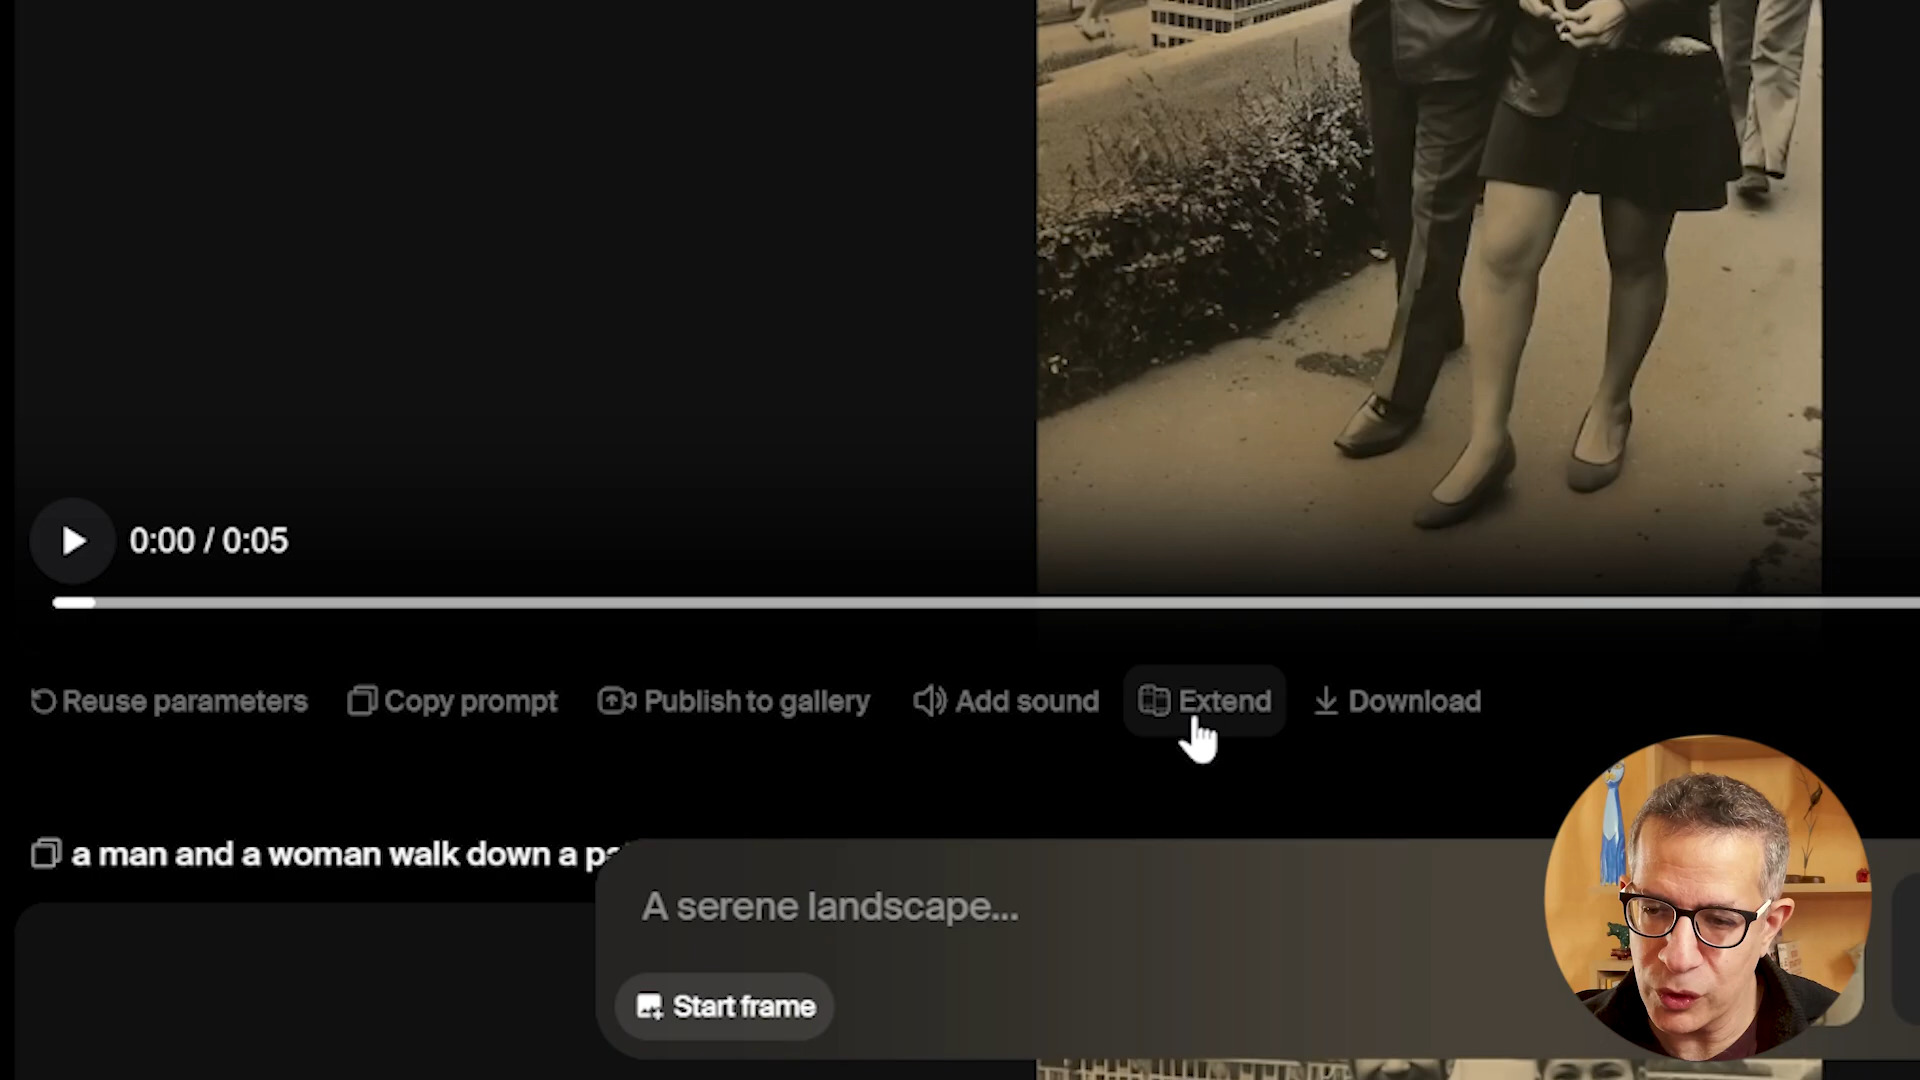 0:00 / 0:05
Reuse parameters
Copy prompt
Publish to gallery
Add sound
Extend
Download
a man and a woman walk down a
A serene landscape...
Start frame